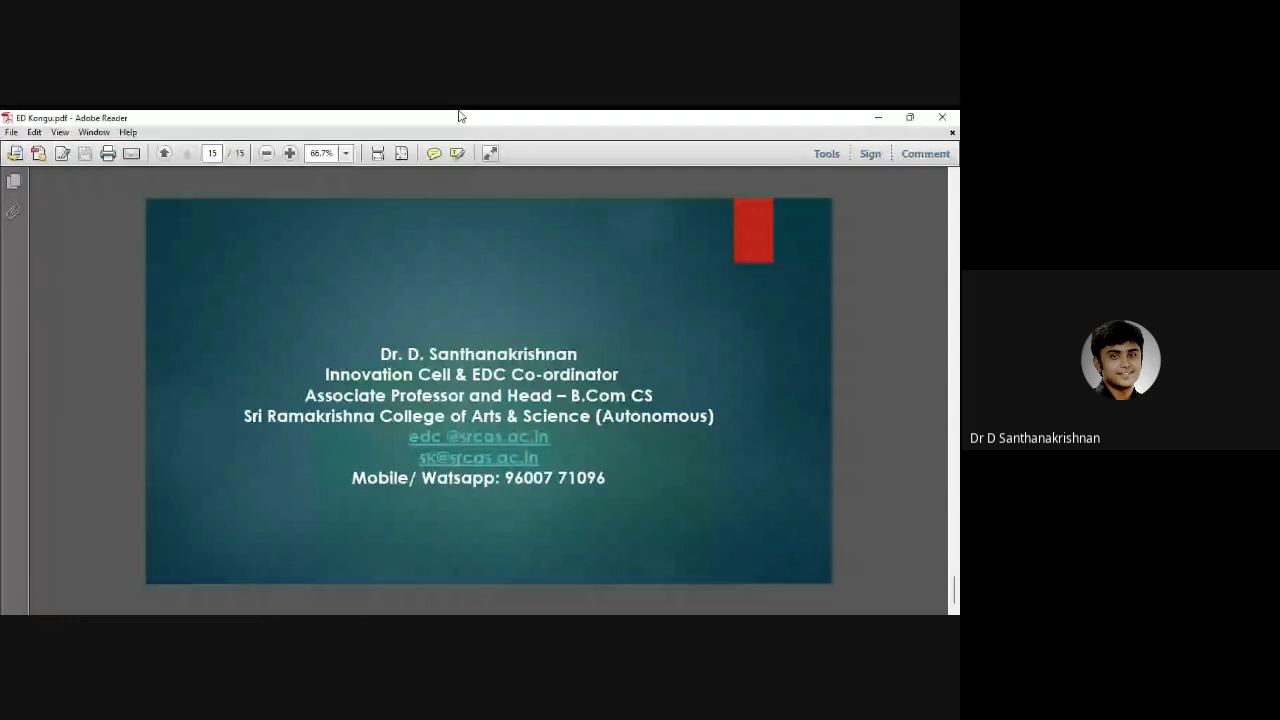 ED Kongu.pdf - Adobe Reader
File Edit View Window Help
15 / 15 66.7% Tools Sign Comment
Dr. D. Santhanakrishnan
Innovation Cell & EDC Co-ordinator
Associate Professor and Head – B.Com CS
Sri Ramakrishna College of Arts & Science (Autonomous)
edc @srcas.ac.in
sk@srcas.ac.in
Mobile/ Watsapp: 96007 71096
Dr D Santhanakrishnan